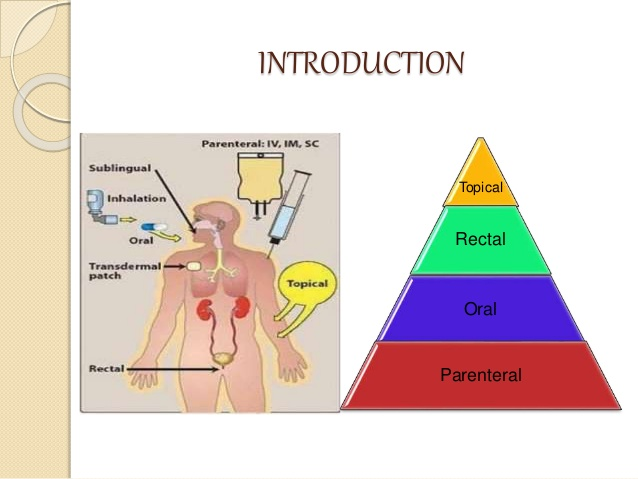 INTRODUCTION
Parenteral: IV, IM, SC
Sublingual
Inhalation
Oral
Transdermal
patch
Topical
Rectal
Topical
Rectal
Oral
Parenteral